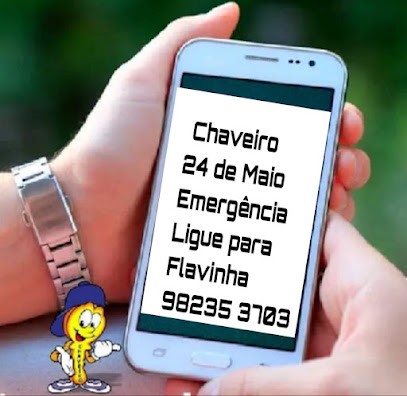 Chaveiro
24 de Maio
Emergência
Ligue para
Flavinha
98235 3703